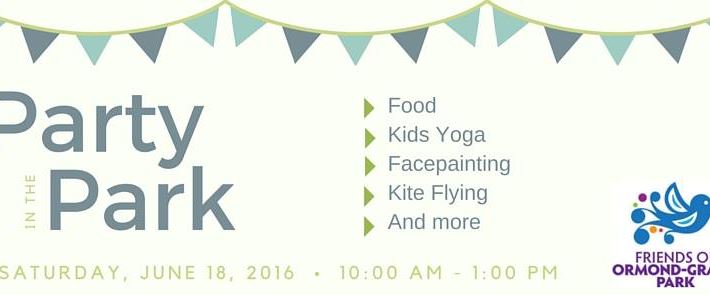 Party
IN THE
Park
Food
Kids Yoga
Facepainting
Kite Flying
And more
SATURDAY, JUNE 18, 2016 • 10:00 AM - 1:00 PM
FRIENDS O
ORMOND-GRA
PARK